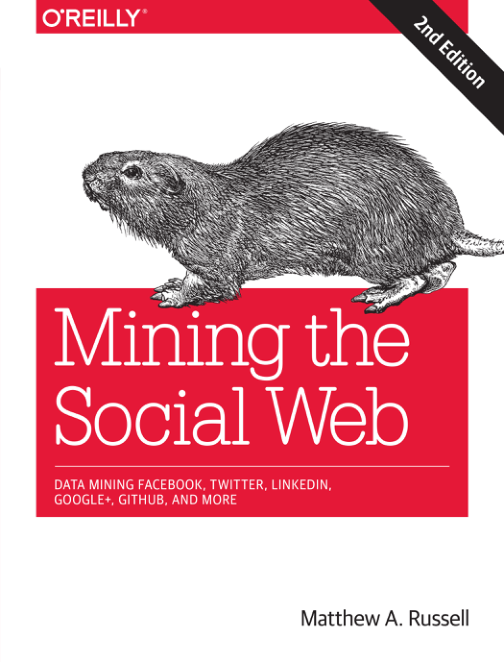 O'REILLY®
2nd Edition
Mining the
Social Web
DATA MINING FACEBOOK, TWITTER, LINKEDIN,
GOOGLE+, GITHUB, AND MORE
Matthew A. Russell